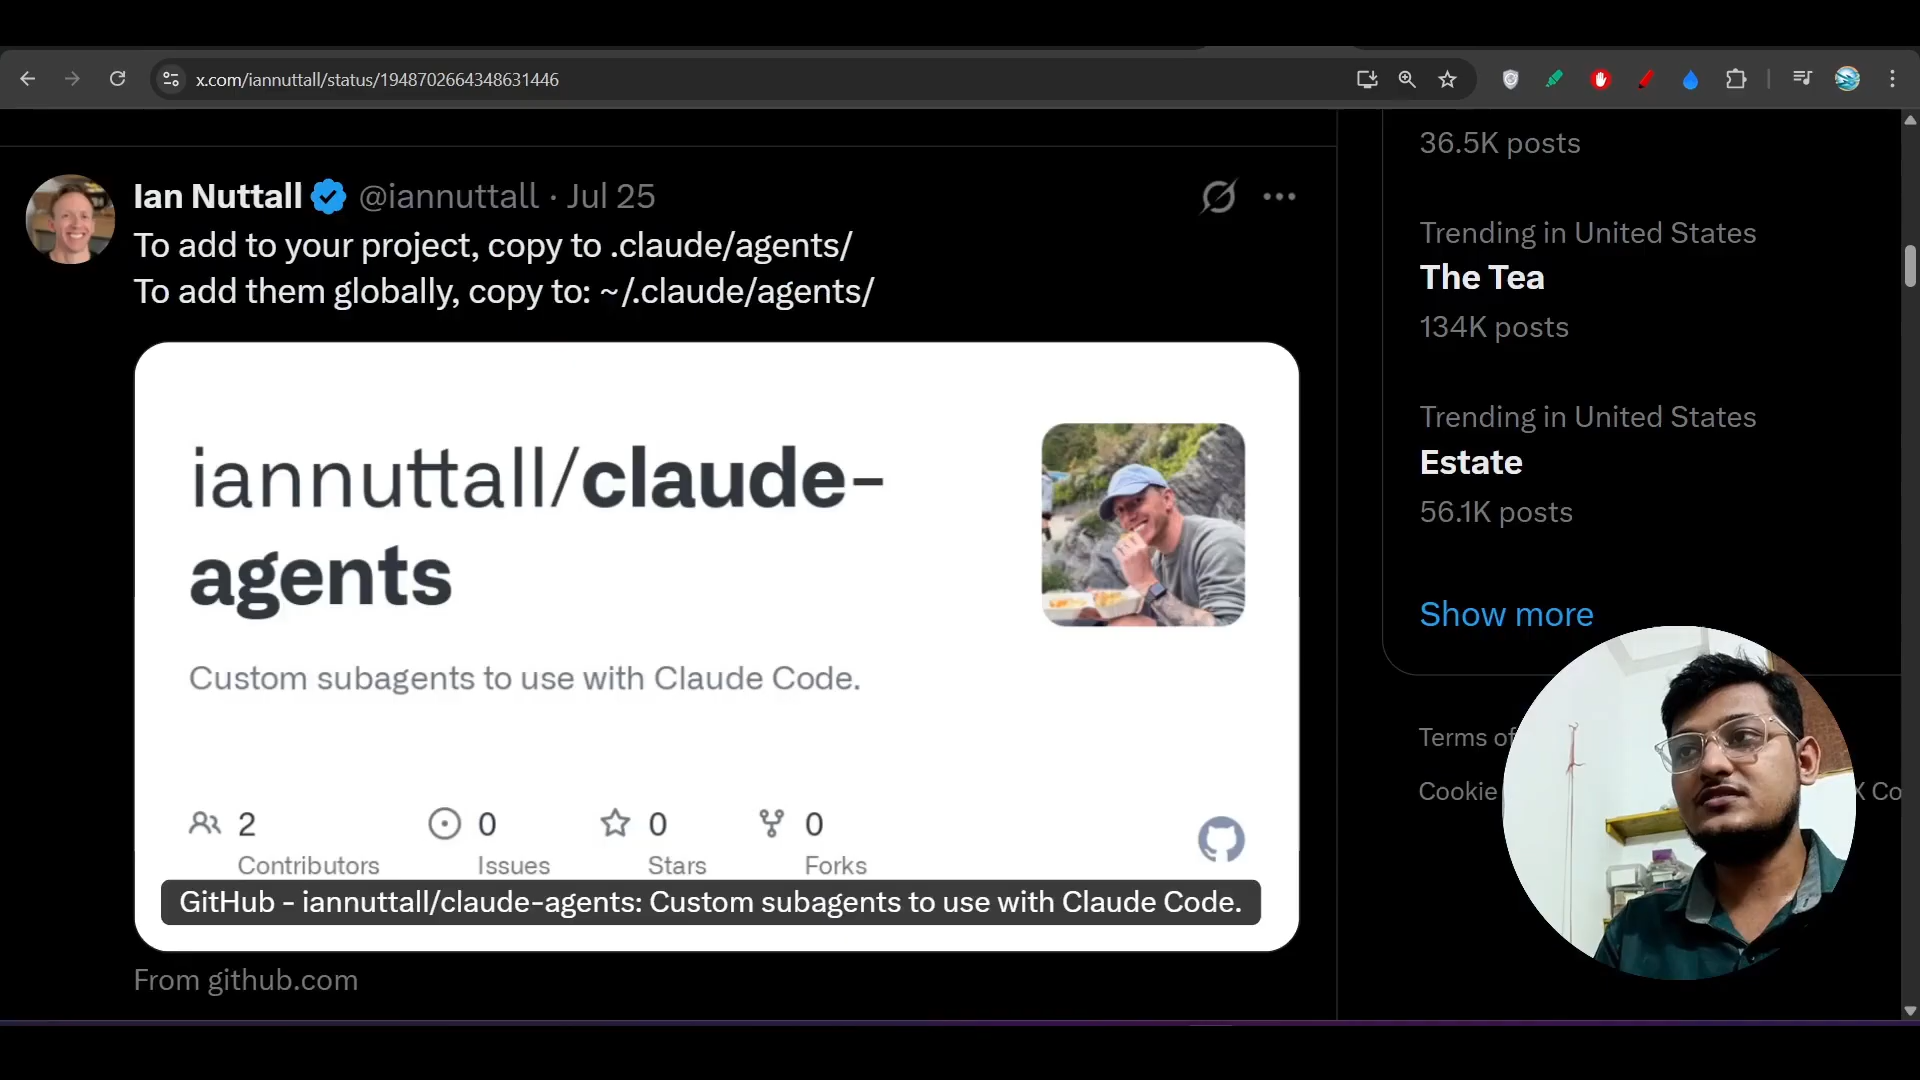 x.com/iannuttall/status/1948702664348631446
Ian Nuttall @iannuttall · Jul 25
To add to your project, copy to .claude/agents/
To add them globally, copy to: ~/.claude/agents/
iannuttall/claude-
agents
Custom subagents to use with Claude Code.
2 0 0 0
Contributors Issues Stars Forks
GitHub - iannuttall/claude-agents: Custom subagents to use with Claude Code.
From github.com
36.5K posts
Trending in United States
The Tea
134K posts
Trending in United States
Estate
56.1K posts
Show more
Terms of
Cookie X Co